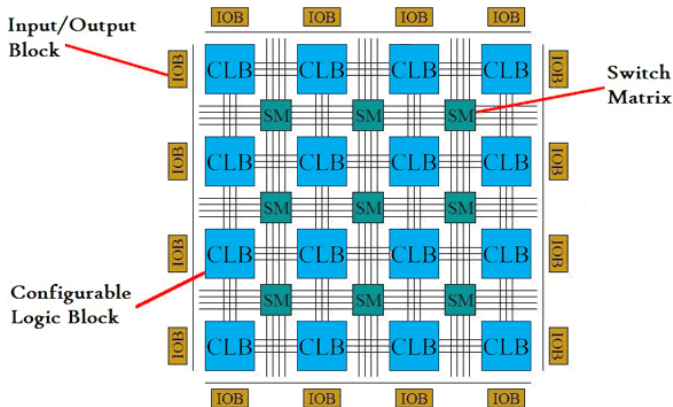 IOB IOB IOB IOB
Input/Output
Block
IOB CLB CLB CLB CLB IOB
Switch
Matrix
SM SM SM
IOB CLB CLB CLB CLB IOB
SM SM SM
IOB CLB CLB CLB CLB IOB
Configurable
Logic Block
SM SM SM
IOB CLB CLB CLB CLB IOB
IOB IOB IOB IOB